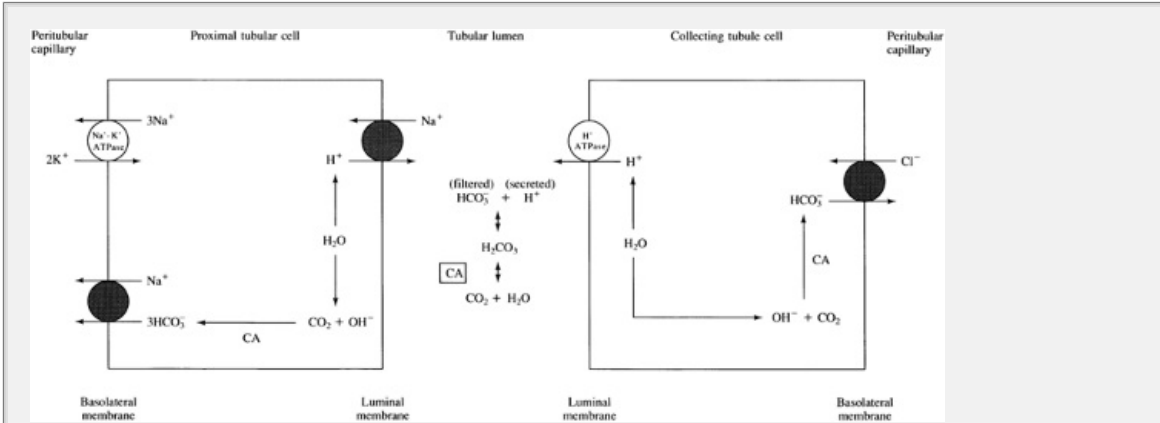 Peritubular
capillary
Proximal tubular cell
Tubular lumen
Collecting tubule cell
Peritubular
capillary
3Na⁺
Na⁺-K⁺
ATPase
2K⁺
Na⁺
H⁺
H₂O
Na⁺
3HCO₃⁻
CO₂ + OH⁻
CA
(filtered) (secreted)
HCO₃⁻ + H⁺
H₂CO₃
CA
CO₂ + H₂O
H⁺
ATPase
H⁺
Cl⁻
HCO₃⁻
H₂O
CA
OH⁻ + CO₂
Basolateral
membrane
Luminal
membrane
Luminal
membrane
Basolateral
membrane